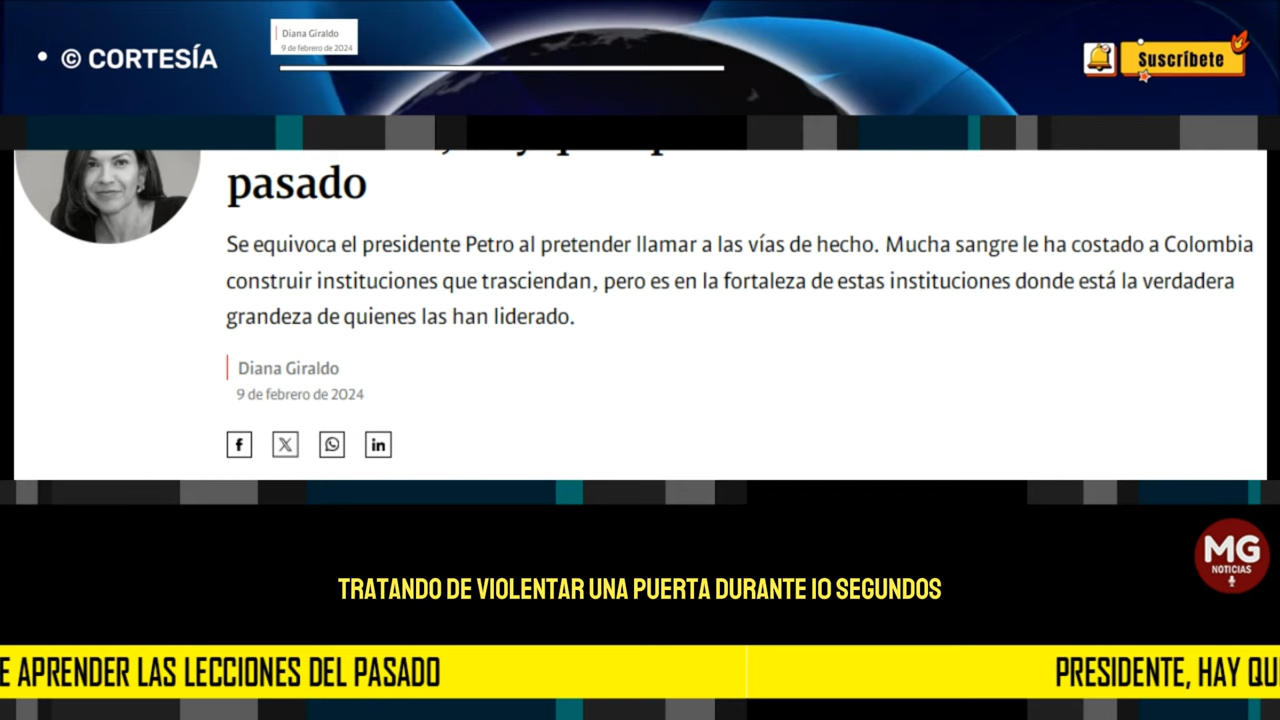 • © CORTESÍA
Diana Giraldo
9 de febrero de 2024
Suscríbete
pasado
Se equivoca el presidente Petro al pretender llamar a las vías de hecho. Mucha sangre le ha costado a Colombia
construir instituciones que trasciendan, pero es en la fortaleza de estas instituciones donde está la verdadera
grandeza de quienes las han liderado.
Diana Giraldo
9 de febrero de 2024
MG
NOTICIAS
TRATANDO DE VIOLENTAR UNA PUERTA DURANTE 10 SEGUNDOS
E APRENDER LAS LECCIONES DEL PASADO
PRESIDENTE, HAY QU